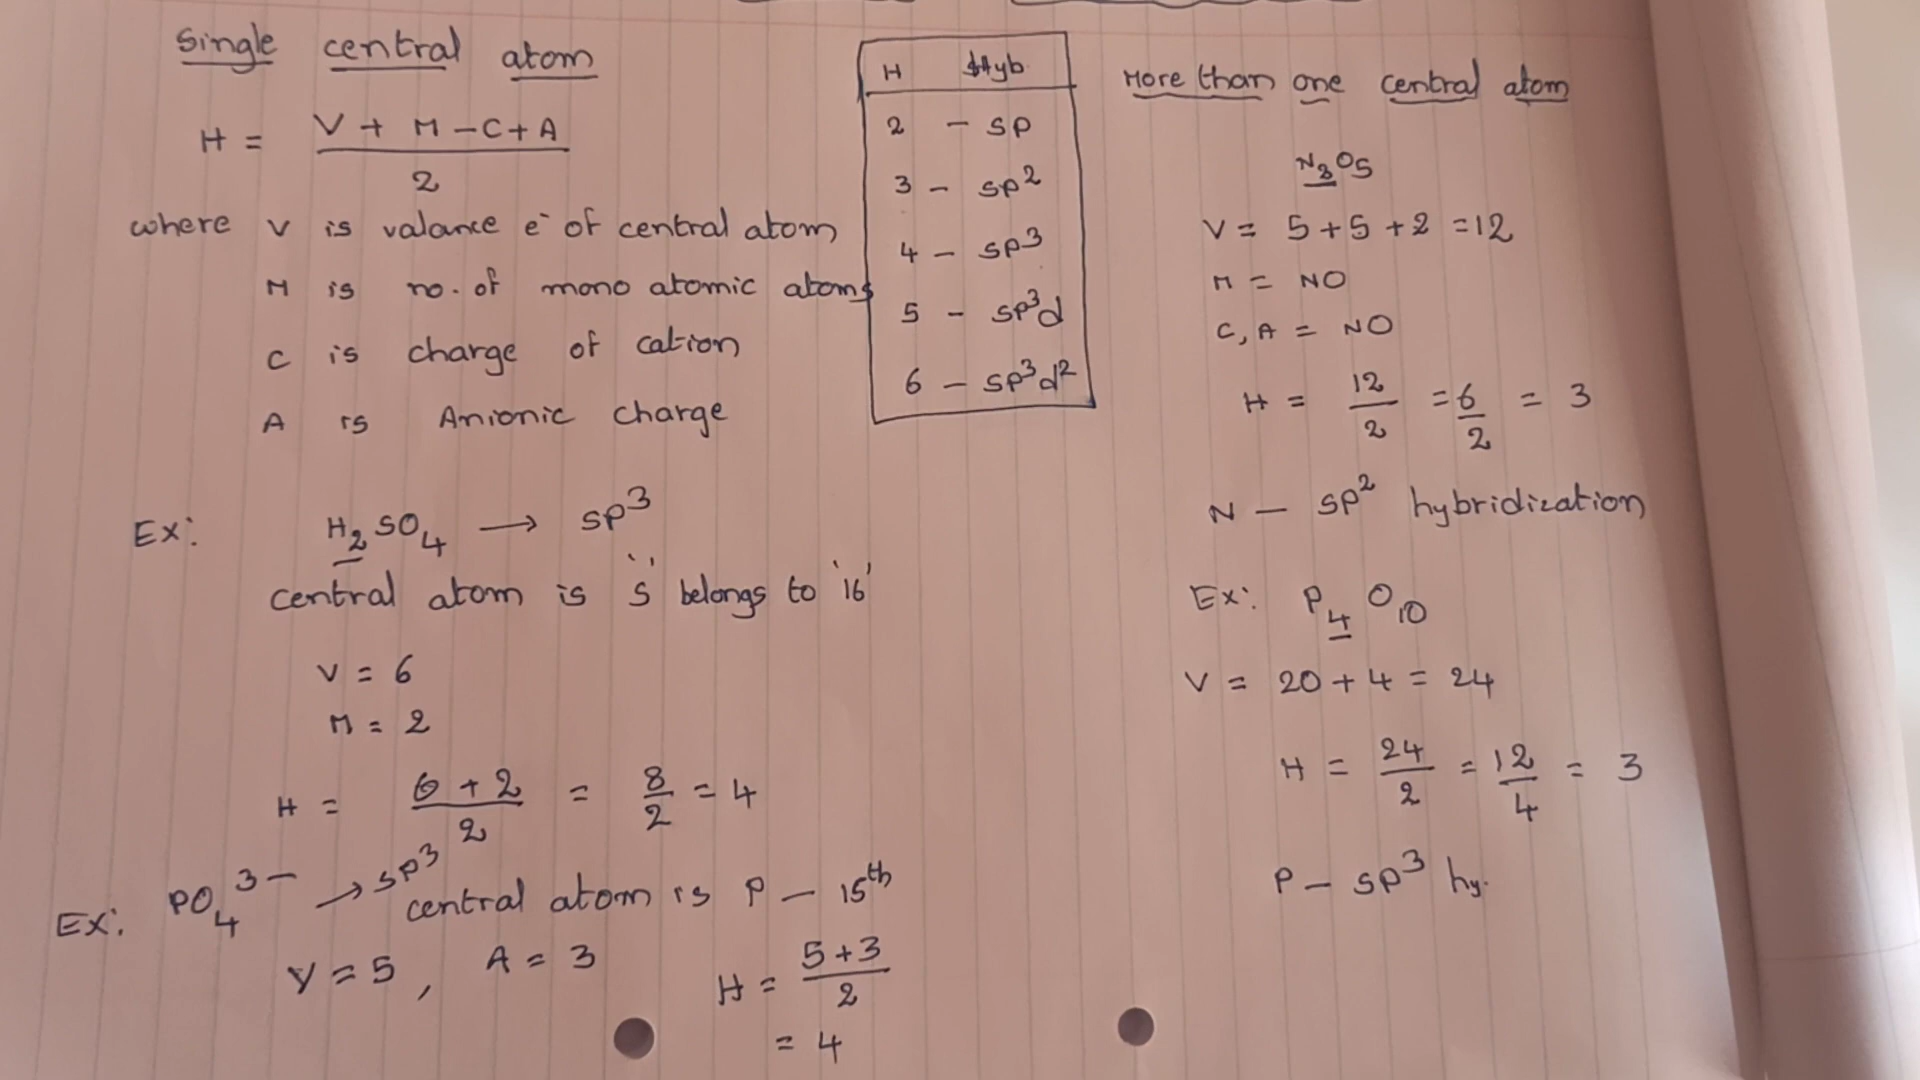 Single central atom
H = V + M - C + A / 2
where V is valance e⁻ of central atom
M is no. of mono atomic atoms
C is charge of cation
A is Anionic charge
Ex: H₂SO₄ → sp³
central atom is 'S' belongs to '16'
V = 6
M = 2
H = 6 + 2 / 2 = 8/2 = 4
Ex: PO₄³⁻ → sp³
central atom is P - 15th
V = 5, A = 3
H = 5+3 / 2
= 4
H Hyb
2 - sp
3 - sp²
4 - sp³
5 - sp³d
6 - sp³d²
More than one central atom
V = 5+5+2 = 12
M = NO
C, A = NO
H = 12/2 = 6/2 = 3
N - sp² hybridization
Ex: P₄O₁₀
V = 20+4 = 24
H = 24/2 = 12/4 = 3
P - sp³ hy.